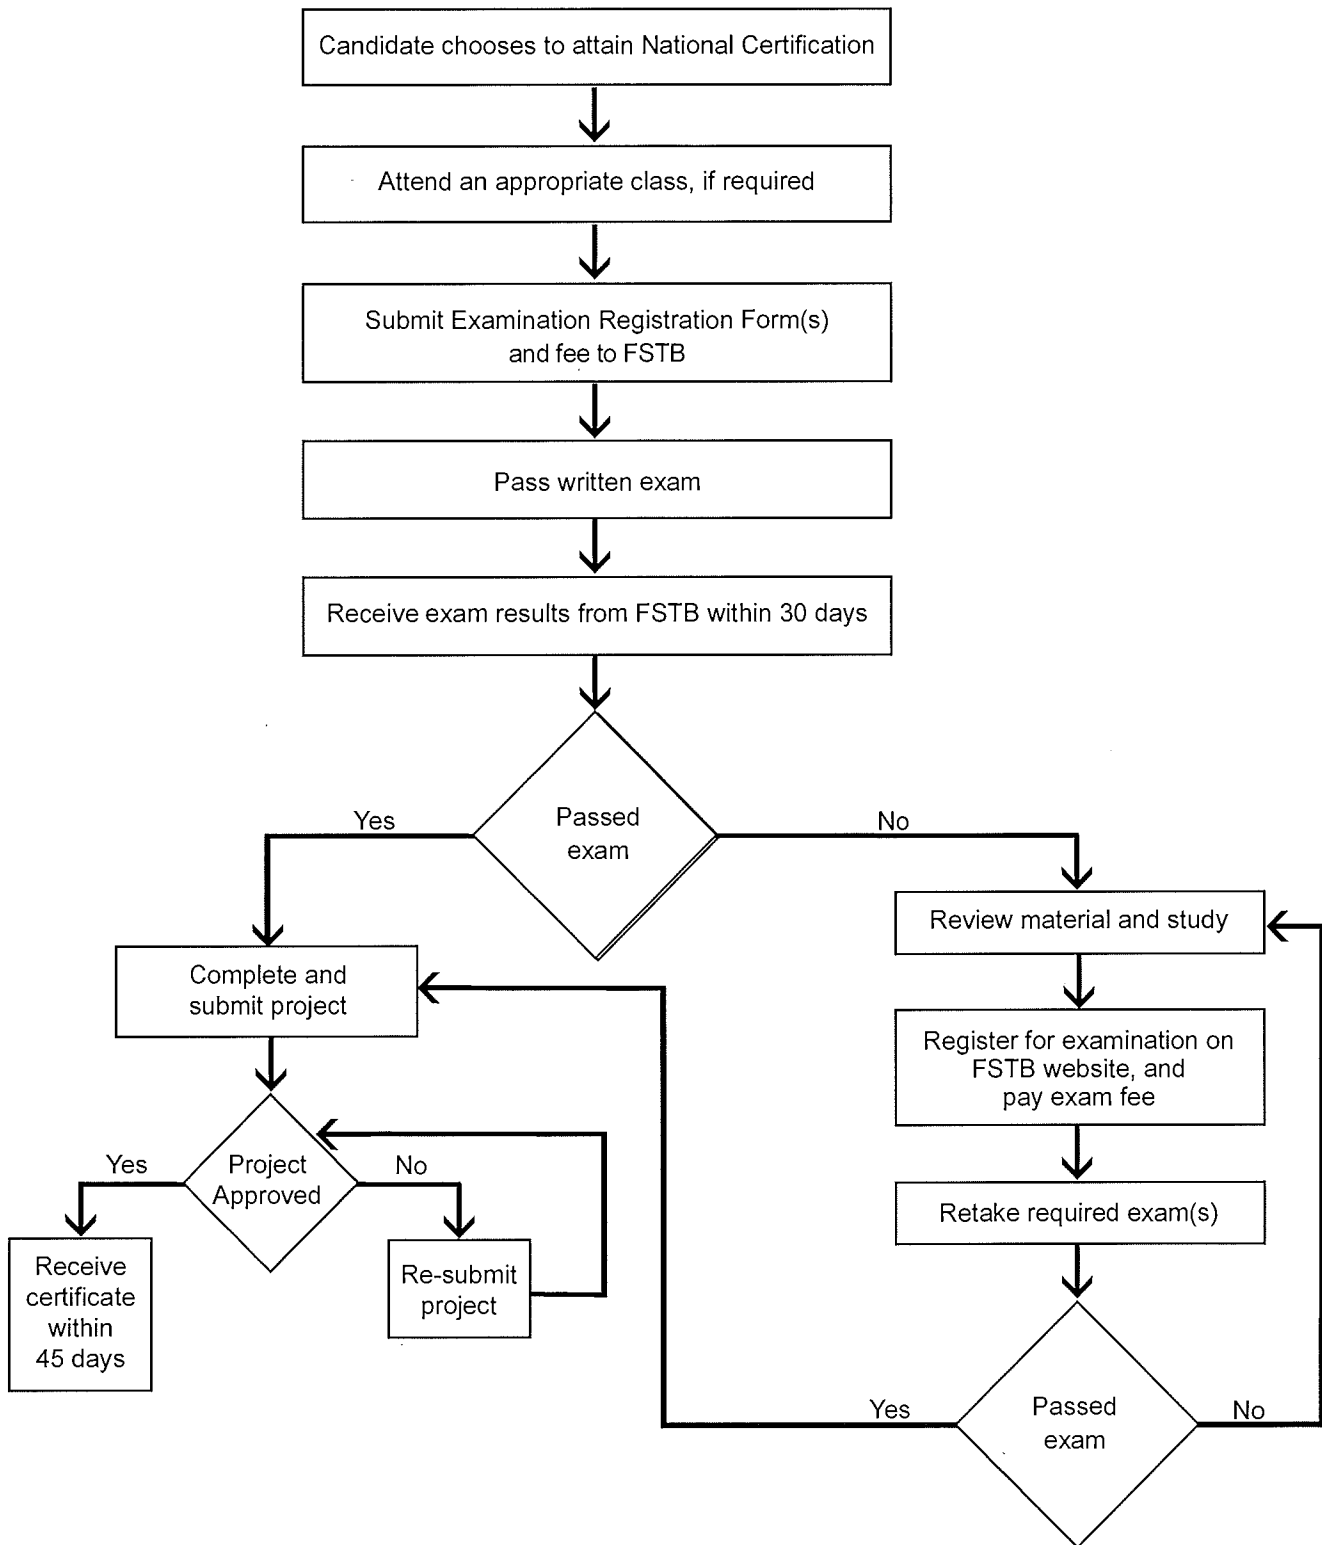 Candidate chooses to attain National Certification
Attend an appropriate class, if required
Submit Examination Registration Form(s)
and fee to FSTB
Pass written exam
Receive exam results from FSTB within 30 days
Passed
exam
Yes
No
Complete and
submit project
Project
Approved
Yes
No
Receive
certificate
within
45 days
Re-submit
project
Review material and study
Register for examination on
FSTB website, and
pay exam fee
Retake required exam(s)
Passed
exam
Yes
No